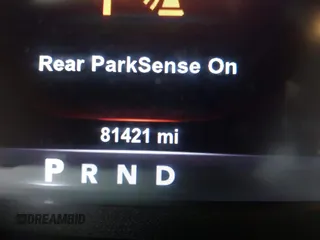 Rear ParkSense On
81421 mi
P R N D
DREAMBID